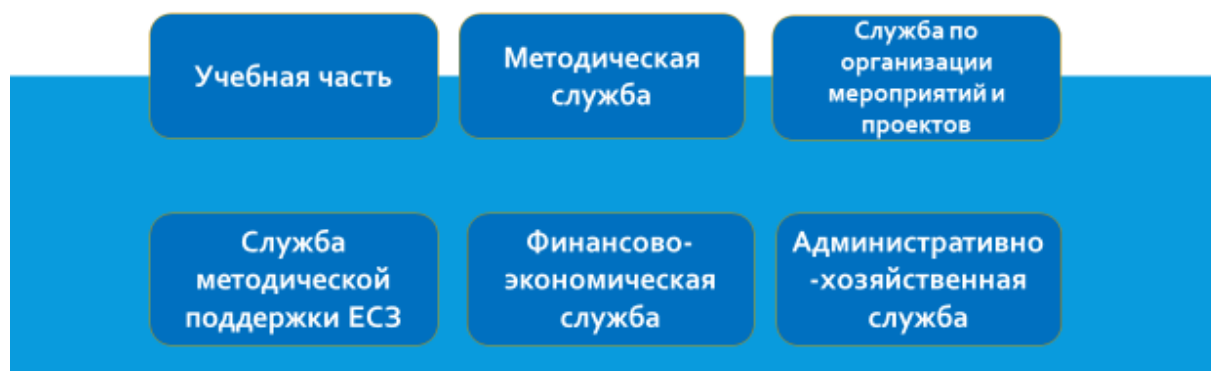 Учебная часть
Методическая
служба
Служба по
организации
мероприятий и
проектов
Служба
методической
поддержки ЕСЗ
Финансово-
экономическая
служба
Административно
-хозяйственная
служба